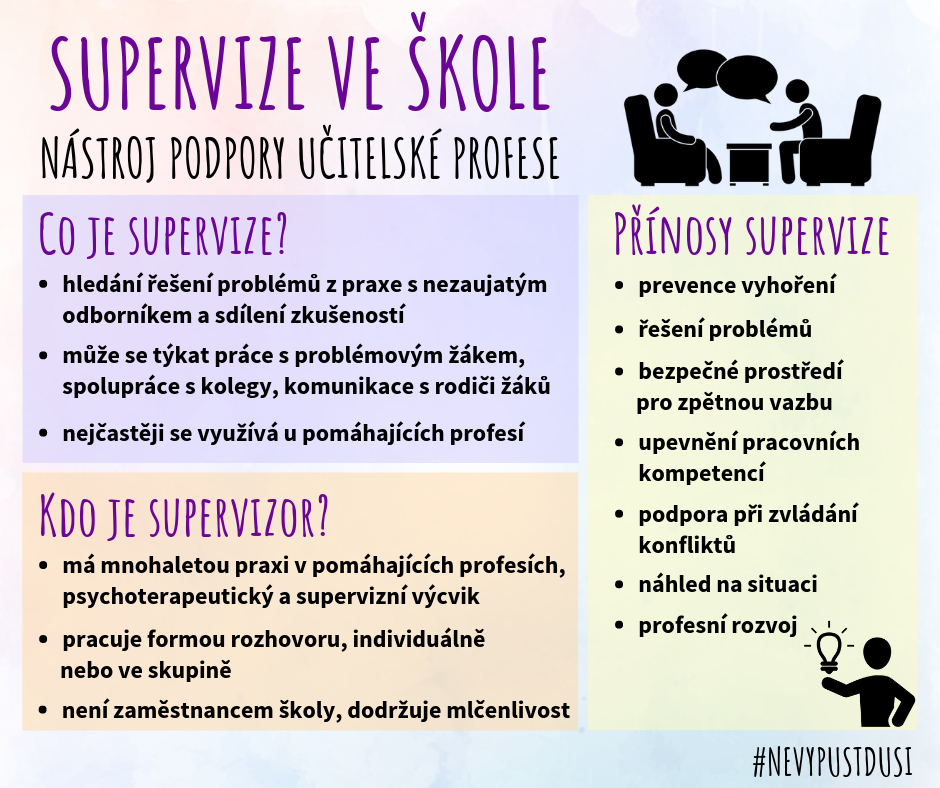 SUPERVIZE VE ŠKOLE
NÁSTROJ PODPORY UČITELSKÉ PROFESE
CO JE SUPERVIZE?
• hledání řešení problémů z praxe s nezaujatým
odborníkem a sdílení zkušeností
• může se týkat práce s problémovým žákem,
spolupráce s kolegy, komunikace s rodiči žáků
• nejčastěji se využívá u pomáhajících profesí
KDO JE SUPERVIZOR?
• má mnohaletou praxi v pomáhajících profesích,
psychoterapeutický a supervizní výcvik
• pracuje formou rozhovoru, individuálně
nebo ve skupině
• není zaměstnancem školy, dodržuje mlčenlivost
PŘÍNOSY SUPERVIZE
• prevence vyhoření
• řešení problémů
• bezpečné prostředí
pro zpětnou vazbu
• upevnění pracovních
kompetencí
• podpora při zvládání
konfliktů
• náhled na situaci
• profesní rozvoj
#NEVYPUSTDUSI